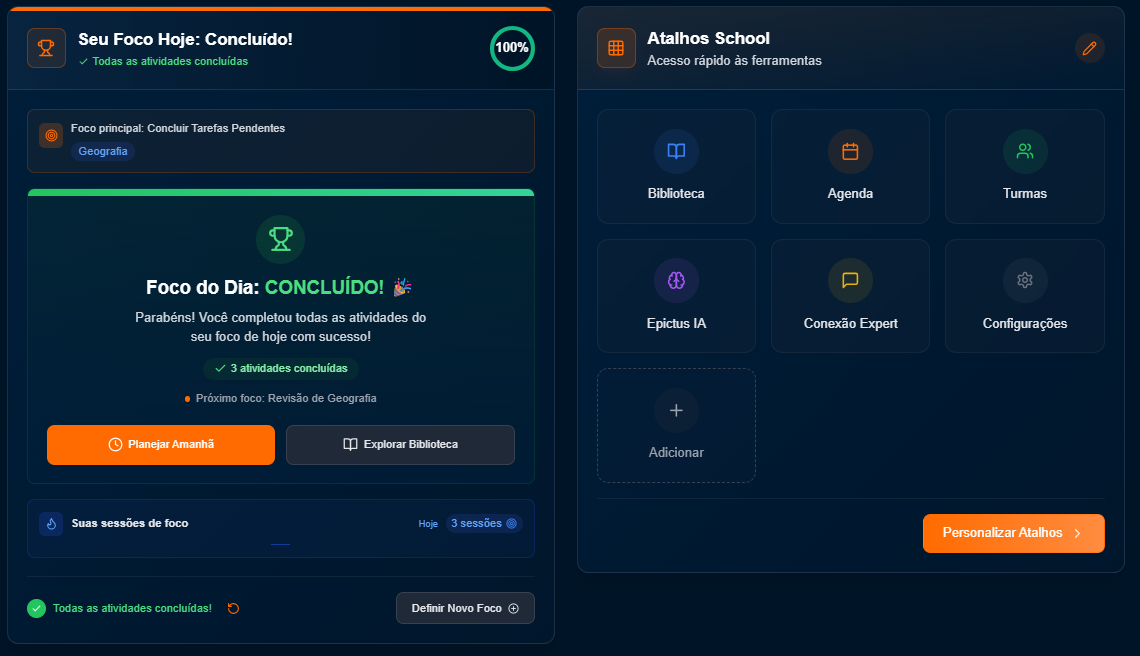 Seu Foco Hoje: Concluído!
Todas as atividades concluídas
100%
Foco principal: Concluir Tarefas Pendentes
Geografia
Foco do Dia: CONCLUÍDO! 🎉
Parabéns! Você completou todas as atividades do
seu foco de hoje com sucesso!
3 atividades concluídas
Próximo foco: Revisão de Geografia
Planejar Amanhã
Explorar Biblioteca
Suas sessões de foco
Hoje
3 sessões
Todas as atividades concluídas!
Definir Novo Foco
Atalhos School
Acesso rápido às ferramentas
Biblioteca
Agenda
Turmas
Epictus IA
Conexão Expert
Configurações
Adicionar
Personalizar Atalhos